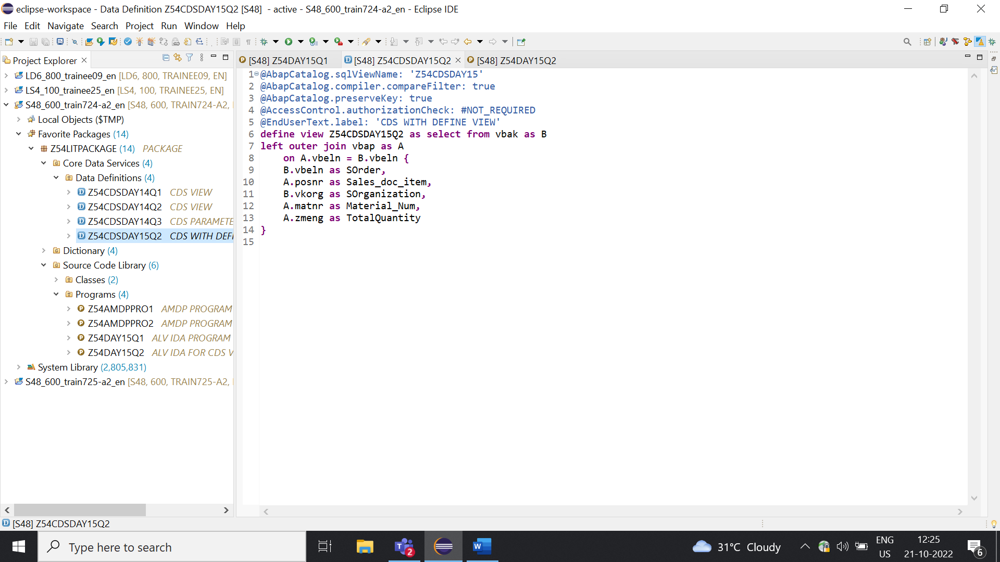 eclipse-workspace - Data Definition Z54CDSDAY15Q2 [S48]  - active - S48_600_train724-a2_en - Eclipse IDE
File Edit Navigate Search Project Run Window Help
Project Explorer
[S48] Z54DAY15Q1
[S48] Z54CDSDAY15Q2
[S48] Z54DAY15Q2
LD6_800_trainee09_en [LD6, 800, TRAINEE09, EN]
LS4_100_trainee25_en [LS4, 100, TRAINEE25, EN]
S48_600_train724-a2_en [S48, 600, TRAIN724-A2,
Local Objects ($TMP)
Favorite Packages (14)
Z54LITPACKAGE (14) PACKAGE
Core Data Services (4)
Data Definitions (4)
Z54CDSDAY14Q1 CDS VIEW
Z54CDSDAY14Q2 CDS VIEW
Z54CDSDAY14Q3 CDS PARAMETE
Z54CDSDAY15Q2 CDS WITH DEFI
Dictionary (4)
Source Code Library (6)
Classes (2)
Programs (4)
Z54AMDPPRO1 AMDP PROGRAM
Z54AMDPPRO2 AMDP PROGRAM
Z54DAY15Q1 ALV IDA PROGRAM
Z54DAY15Q2 ALV IDA FOR CDS V
System Library (2,805,831)
S48_600_train725-a2_en [S48, 600, TRAIN725-A2,
1 @AbapCatalog.sqlViewName: 'Z54CDSDAY15'
2 @AbapCatalog.compiler.compareFilter: true
3 @AbapCatalog.preserveKey: true
4 @AccessControl.authorizationCheck: #NOT_REQUIRED
5 @EndUserText.label: 'CDS WITH DEFINE VIEW'
6 define view Z54CDSDAY15Q2 as select from vbak as B
7 left outer join vbap as A
8     on A.vbeln = B.vbeln {
9     B.vbeln as SOrder,
10     A.posnr as Sales_doc_item,
11     B.vkorg as SOrganization,
12     A.matnr as Material_Num,
13     A.zmeng as TotalQuantity
14 }
15
[S48] Z54CDSDAY15Q2
Type here to search
2
31°C Cloudy
ENG
US
12:25
21-10-2022
6